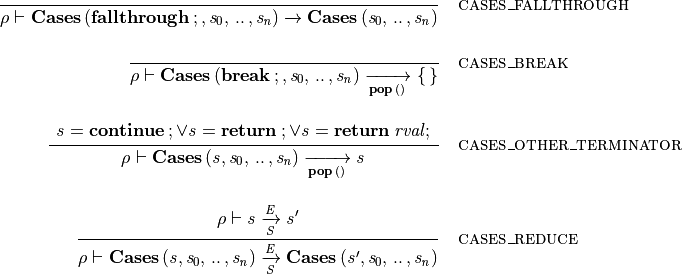 ρ ⊢ Cases (fallthrough ; , s₀, .. , sₙ) → Cases (s₀, .. , sₙ) CASES_FALLTHROUGH
ρ ⊢ Cases (break ; , s₀, .. , sₙ) ⟶ { } CASES_BREAK
pop ()
s = continue ; ∨ s = return ; ∨ s = return rval;
ρ ⊢ Cases (s, s₀, .. , sₙ) ⟶ s CASES_OTHER_TERMINATOR
pop ()
E
ρ ⊢ s → s′
S
E
ρ ⊢ Cases (s, s₀, .. , sₙ) → Cases (s′, s₀, .. , sₙ) CASES_REDUCE
S